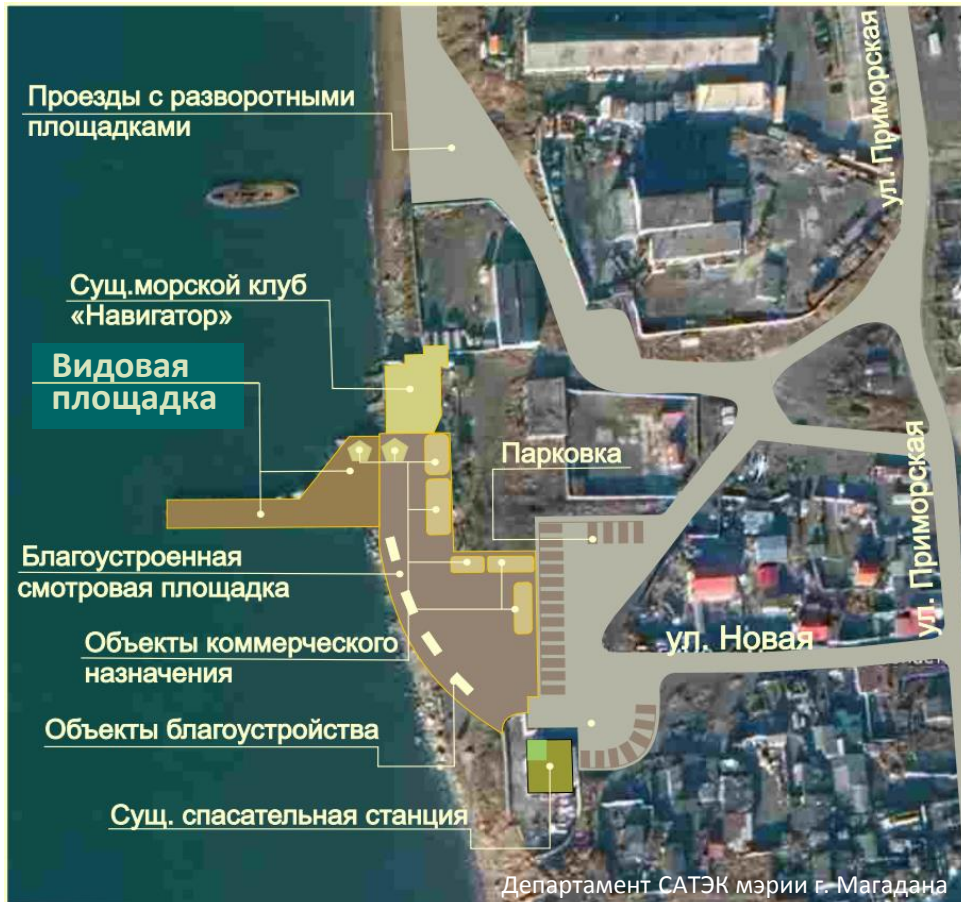 Проезды с разворотными
площадками
ул. Приморская
Сущ.морской клуб
«Навигатор»
Видовая
площадка
Парковка
ул. Приморская
Благоустроенная
смотровая площадка
ул. Новая
Объекты коммерческого
назначения
Объекты благоустройства
Сущ. спасательная станция
Департамент САТЭК мэрии г. Магадана